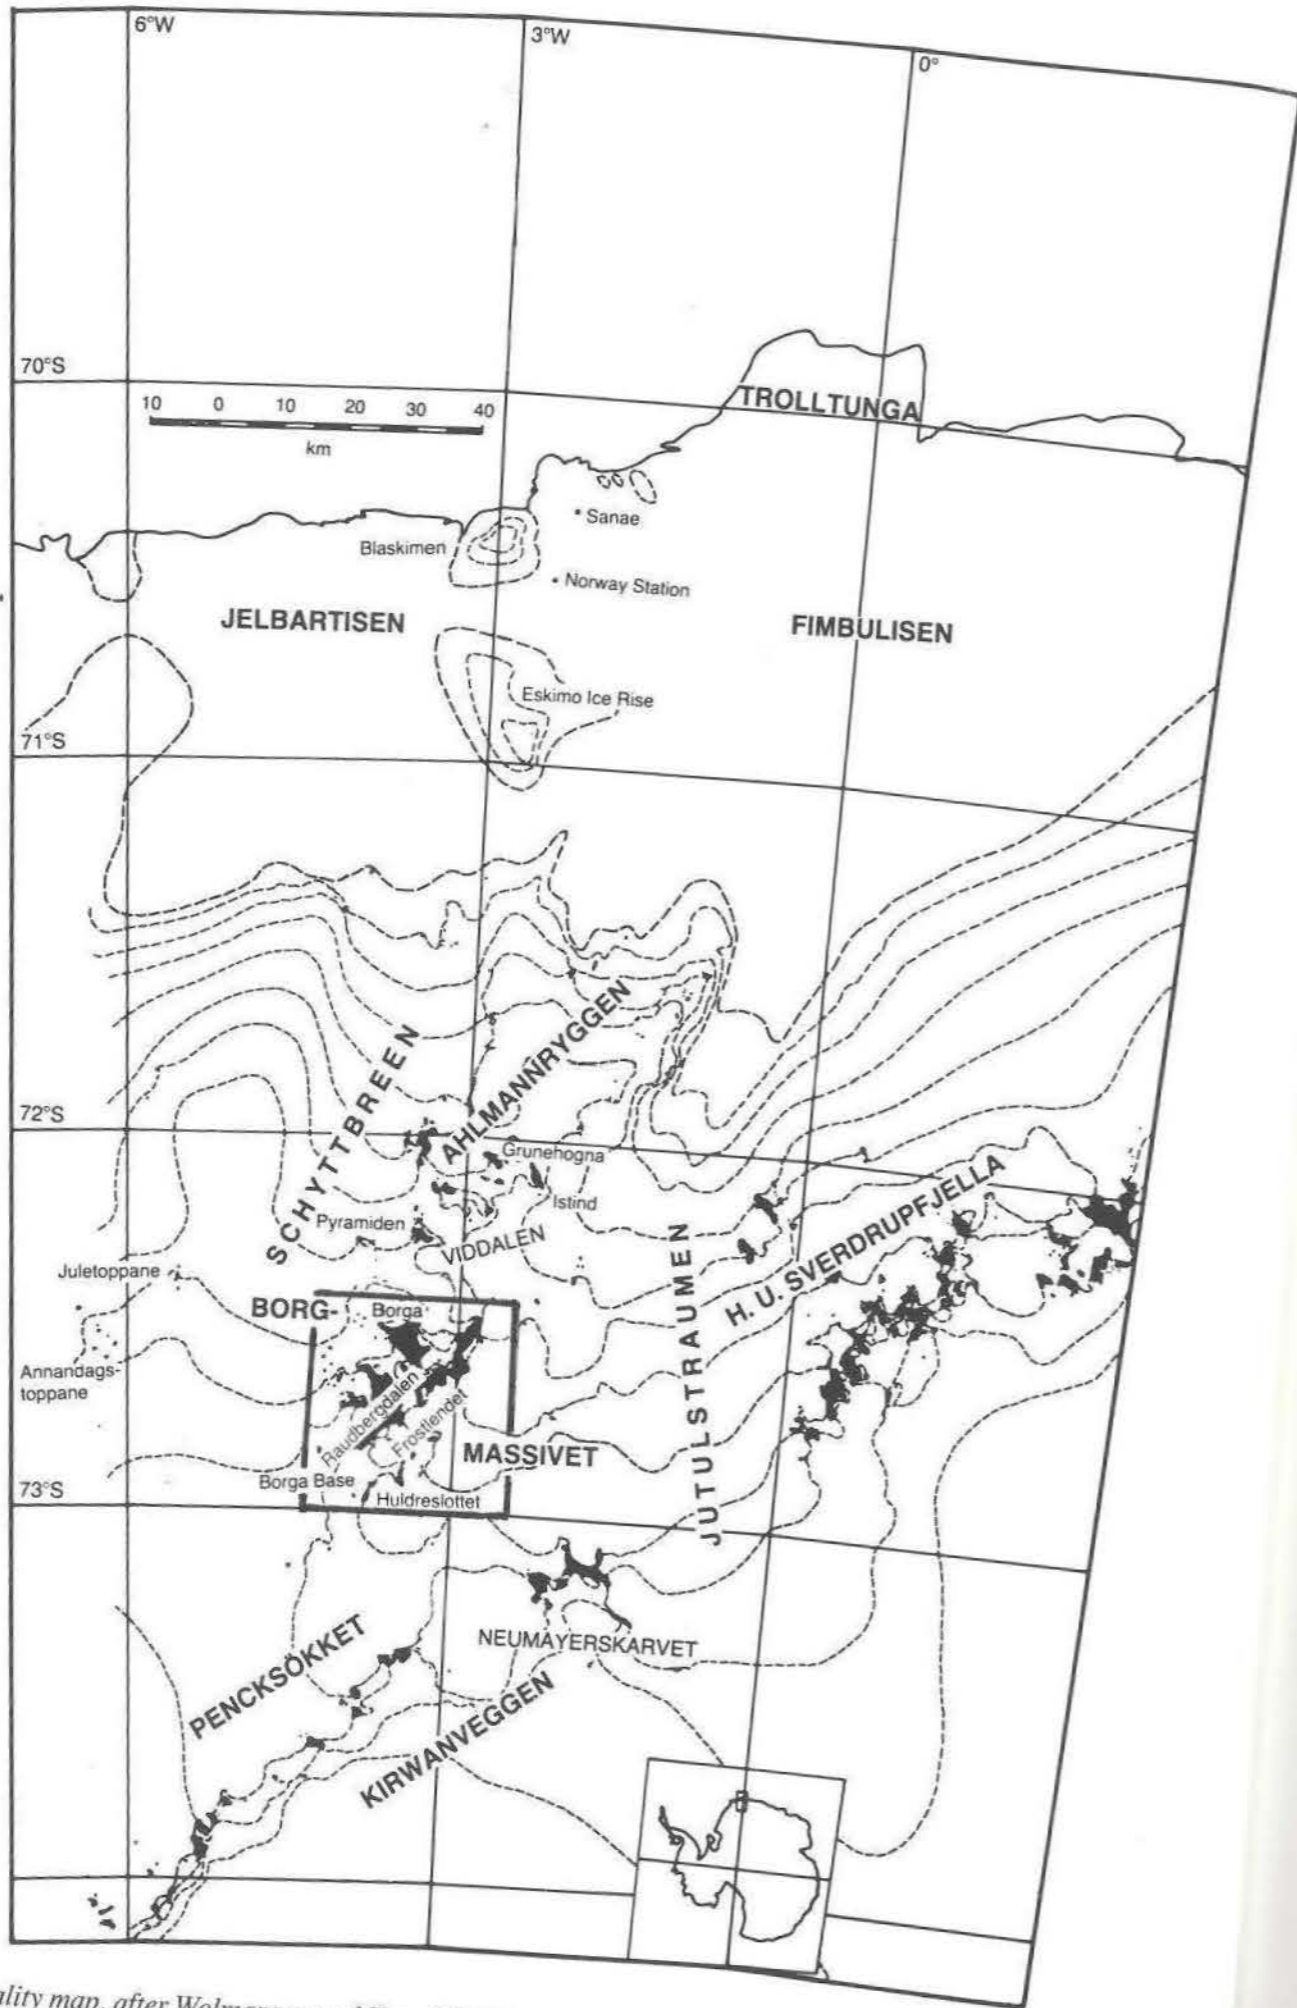 6°W
3°W
0°
70°S
10 0 10 20 30 40
km
TROLLTUNGA
Sanae
Blaskimen
Norway Station
JELBARTISEN
FIMBULISEN
Eskimo Ice Rise
71°S
SCHYTTBREEN
AHLMANNRYGGEN
72°S
Grunehogna
Istind
Pyramiden
VIDDALEN
JUTULSTRAUMEN
H. U. SVERDRUPFJELLA
Juletoppane
BORG-
Borga
Annandags-
toppane
Raudbergdalen
Frostlendet
MASSIVET
Borga Base
73°S
Huldreslottet
NEUMAYERSKARVET
PENCKSÖKKET
KIRWANVEGGEN
ality map, after